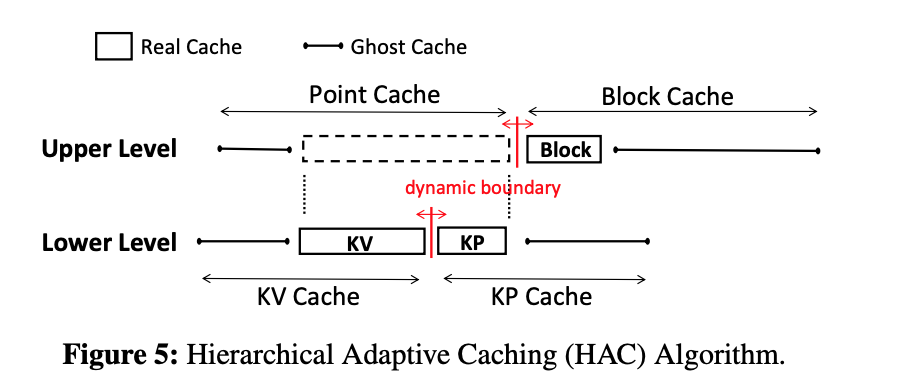 Real Cache Ghost Cache
Point Cache Block Cache
Upper Level Block
dynamic boundary
Lower Level KV KP
KV Cache KP Cache
Figure 5: Hierarchical Adaptive Caching (HAC) Algorithm.